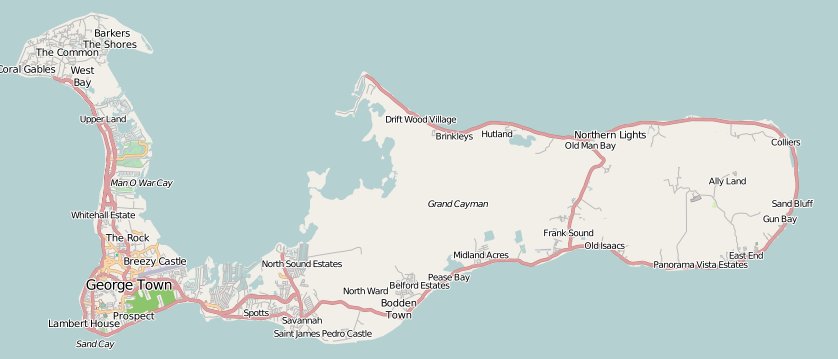 Barkers
The Shores
The Common
Coral Gables
West
Bay
Drift Wood Village
Upper Land
Brinkleys
Hutland
Northern Lights
Old Man Bay
Colliers
Man O War Cay
Ally Land
Grand Cayman
Sand Bluff
Whitehall Estate
Gun Bay
The Rock
Frank Sound
Old Isaacs
Breezy Castle
North Sound Estates
Midland Acres
East End
Panorama Vista Estates
Pease Bay
George Town
Belford Estates
North Ward
Bodden
Town
Spotts
Prospect
Savannah
Lambert House
Saint James Pedro Castle
Sand Cay